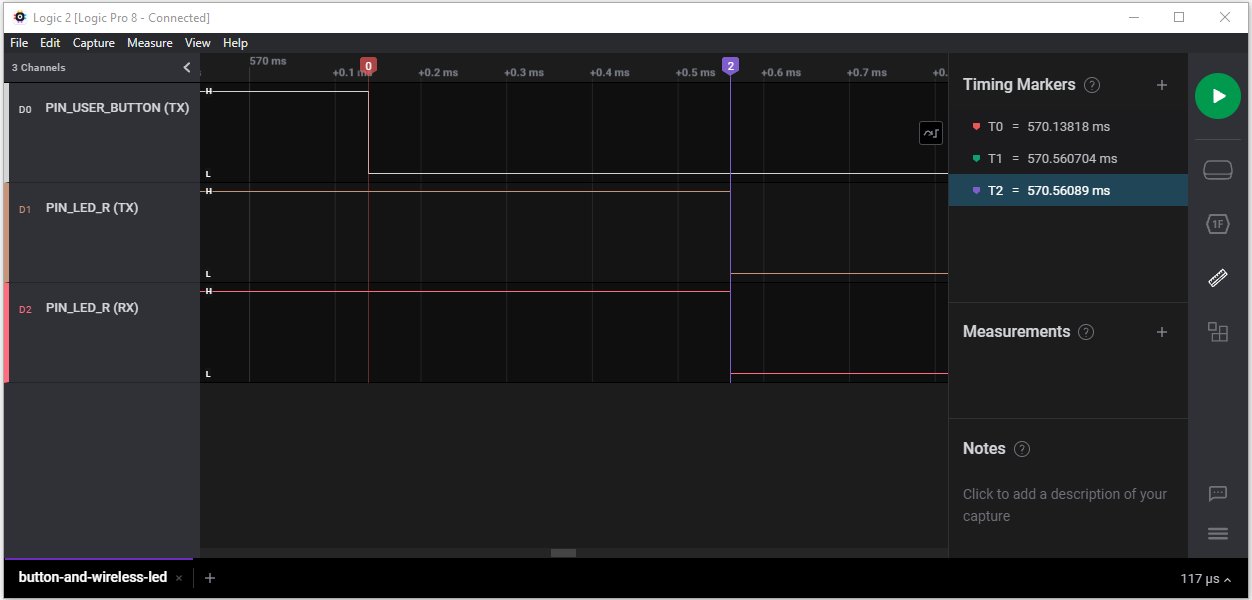 Logic 2 [Logic Pro 8 - Connected]
File Edit Capture Measure View Help
3 Channels
570 ms
+0.1 ms +0.2 ms +0.3 ms +0.4 ms +0.5 ms +0.6 ms +0.7 ms +0.
0
2
D0 PIN_USER_BUTTON (TX)
H
L
D1 PIN_LED_R (TX)
H
L
D2 PIN_LED_R (RX)
H
L
Timing Markers ? +
T0 = 570.13818 ms
T1 = 570.560704 ms
T2 = 570.56089 ms
Measurements ? +
Notes ?
Click to add a description of your
capture
1F
button-and-wireless-led × +
117 µs